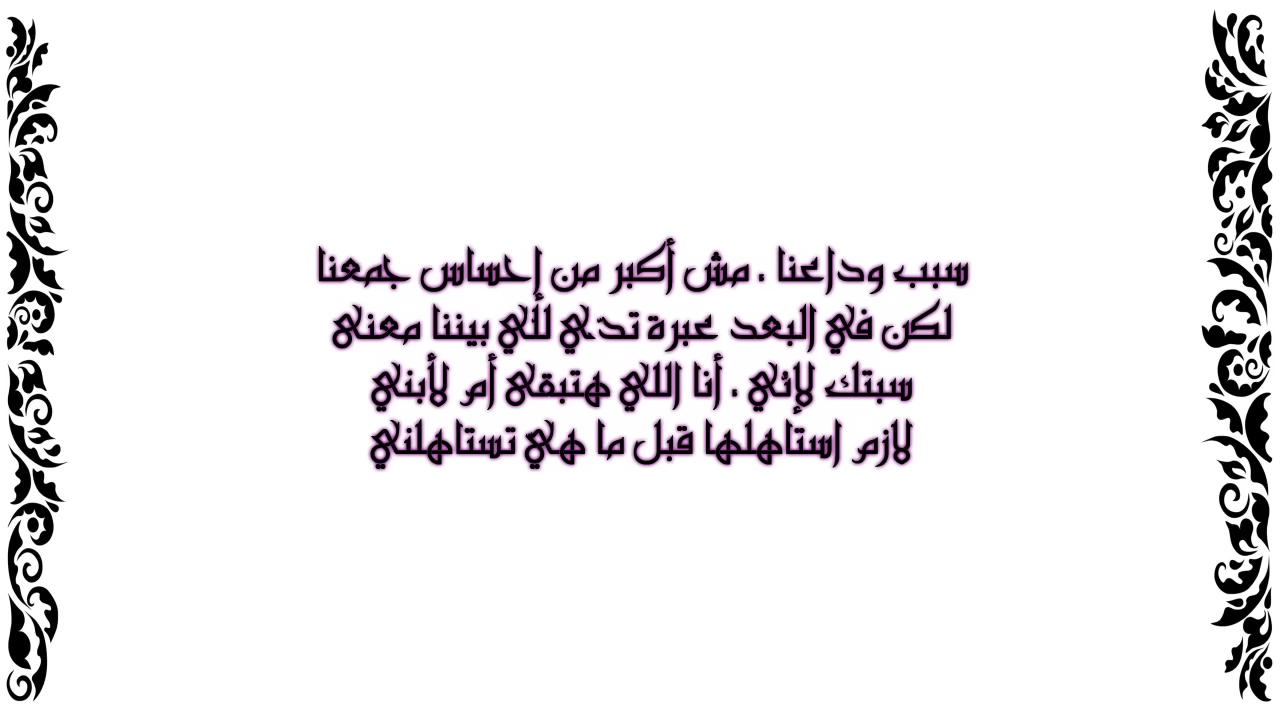 سبب وداعنا . مش أكبر من إحساس جمعنا
لكن في البعد عبرة تدي للّي بيننا معنى
سبتك لإني . أنا اللي هتبقى أم لأبني
لازم استاهلها قبل ما هي تستاهلني